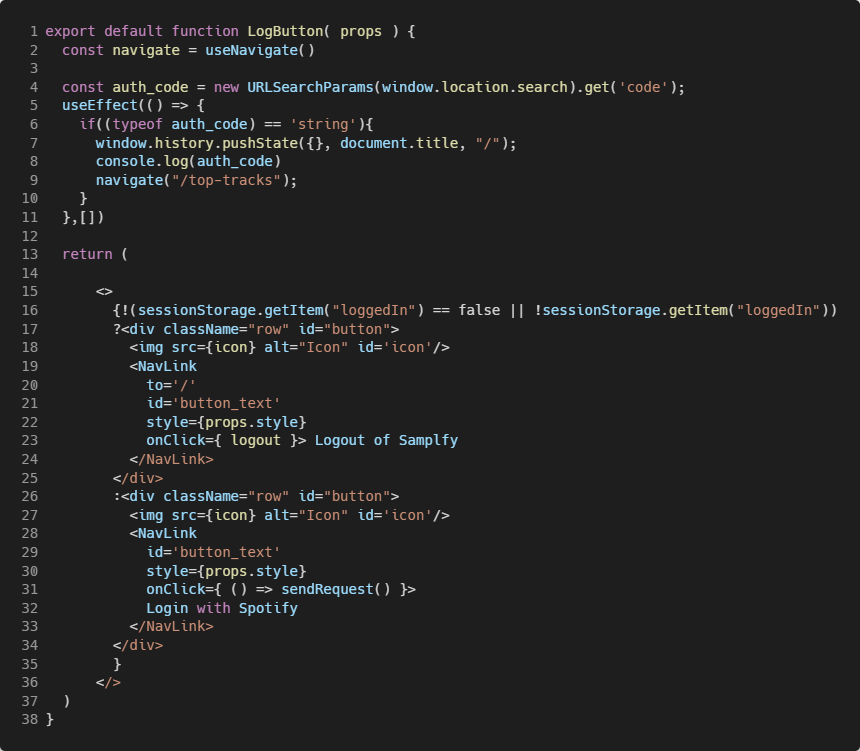 1 export default function LogButton( props ) {
2   const navigate = useNavigate()
3
4   const auth_code = new URLSearchParams(window.location.search).get('code');
5   useEffect(() => {
6     if((typeof auth_code) == 'string'){
7       window.history.pushState({}, document.title, "/");
8       console.log(auth_code)
9       navigate("/top-tracks");
10     }
11   },[])
12
13   return (
14
15       <>
16         {!(sessionStorage.getItem("loggedIn") == false || !sessionStorage.getItem("loggedIn"))
17         ?<div className="row" id="button">
18           <img src={icon} alt="Icon" id='icon'/>
19           <NavLink
20             to='/'
21             id='button_text'
22             style={props.style}
23             onClick={ logout }> Logout of Samplfy
24           </NavLink>
25         </div>
26         :<div className="row" id="button">
27           <img src={icon} alt="Icon" id='icon'/>
28           <NavLink
29             id='button_text'
30             style={props.style}
31             onClick={ () => sendRequest() }>
32             Login with Spotify
33           </NavLink>
34         </div>
35         }
36       </>
37   )
38 }